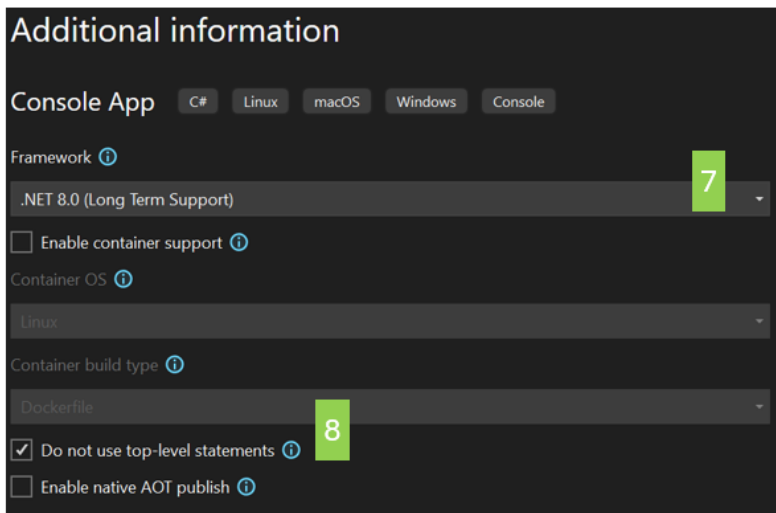 Additional information
Console App C# Linux macOS Windows Console
Framework
7
.NET 8.0 (Long Term Support)
Enable container support
Container OS
Linux
Container build type
Dockerfile
8
Do not use top-level statements
Enable native AOT publish